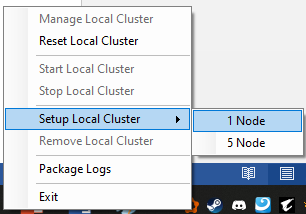 Manage Local Cluster
Reset Local Cluster
Start Local Cluster
Stop Local Cluster
Setup Local Cluster
1 Node
5 Node
Remove Local Cluster
Package Logs
Exit